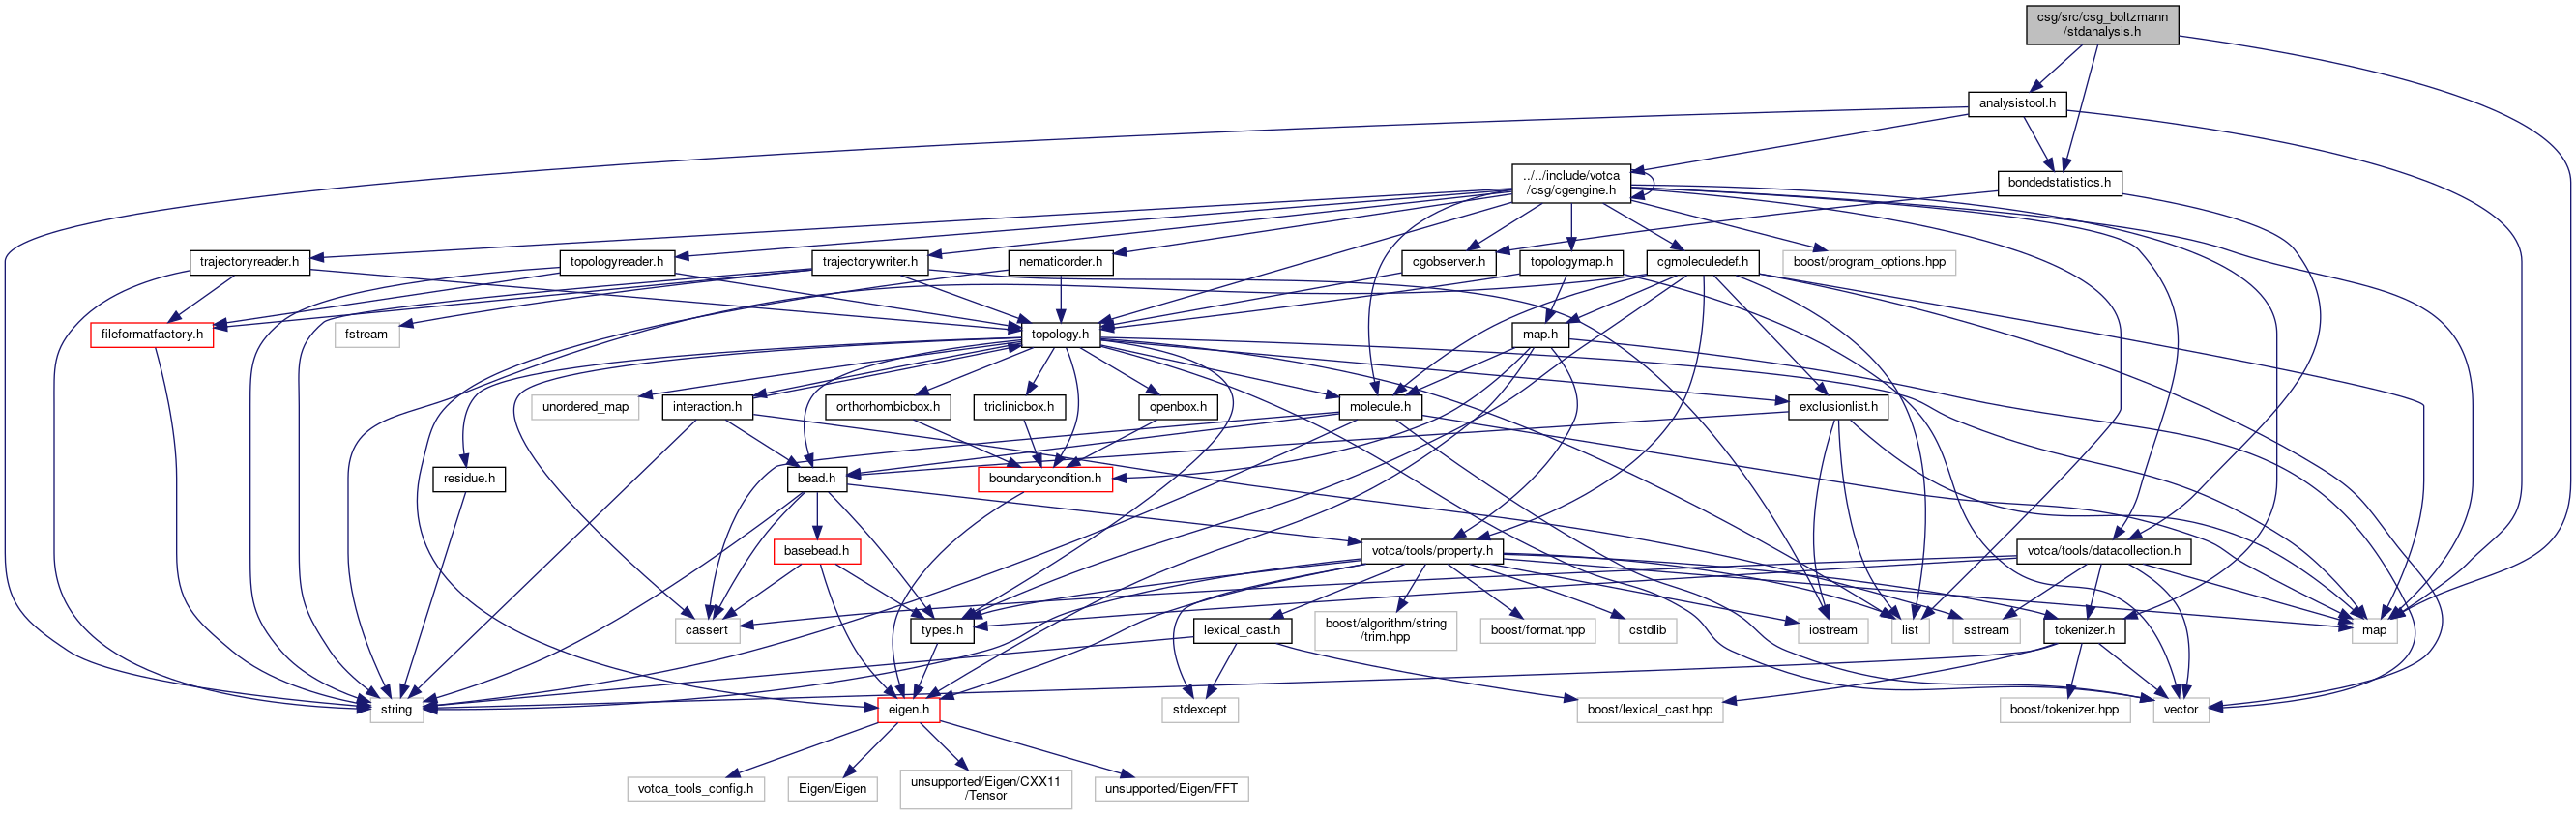 csg/src/csg_boltzmann
/stdanalysis.h
analysistool.h
../../include/votca
/csg/cgengine.h
bondedstatistics.h
trajectoryreader.h
topologyreader.h
trajectorywriter.h
nematicorder.h
cgobserver.h
topologymap.h
cgmoleculedef.h
boost/program_options.hpp
fileformatfactory.h
fstream
topology.h
map.h
unordered_map
interaction.h
orthorhombicbox.h
triclinicbox.h
openbox.h
molecule.h
exclusionlist.h
residue.h
bead.h
boundarycondition.h
basebead.h
votca/tools/property.h
votca/tools/datacollection.h
cassert
types.h
lexical_cast.h
boost/algorithm/string
/trim.hpp
boost/format.hpp
cstdlib
iostream
list
sstream
tokenizer.h
map
string
eigen.h
stdexcept
boost/lexical_cast.hpp
boost/tokenizer.hpp
vector
votca_tools_config.h
Eigen/Eigen
unsupported/Eigen/CXX11
/Tensor
unsupported/Eigen/FFT